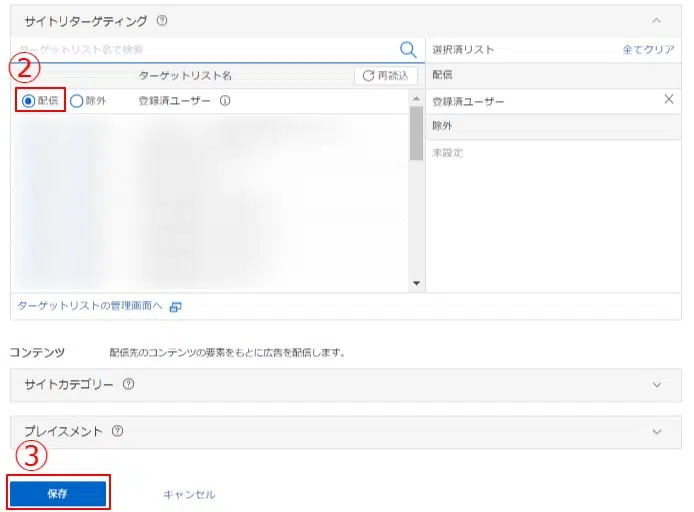 サイトリターゲティング ?
ターゲットリスト名で検索
選択済リスト 全てクリア
②
ターゲットリスト名 再読込
配信
配信 除外 登録済ユーザー
登録済ユーザー
除外
未設定
ターゲットリストの管理画面へ
コンテンツ 配信先のコンテンツの要素をもとに広告を配信します。
サイトカテゴリー ?
プレイスメント ?
③
保存 キャンセル